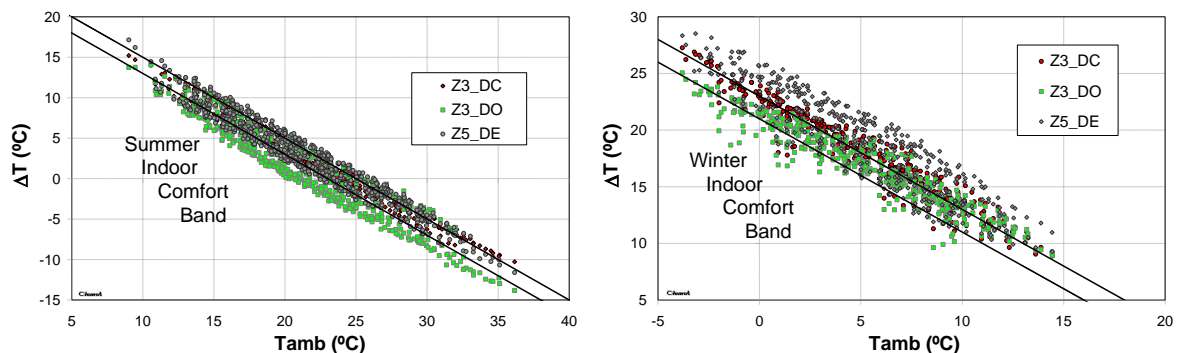 20
15
10
5
0
-5
-10
-15
ΔT (ºC)
5
10
15
20
25
30
35
40
Tamb (ºC)
Z3_DC
Z3_DO
Z5_DE
Summer
Indoor
Comfort
Band
30
25
20
15
10
5
ΔT (ºC)
-5
0
5
10
15
20
Tamb (ºC)
Z3_DC
Z3_DO
Z5_DE
Winter
Indoor
Comfort
Band